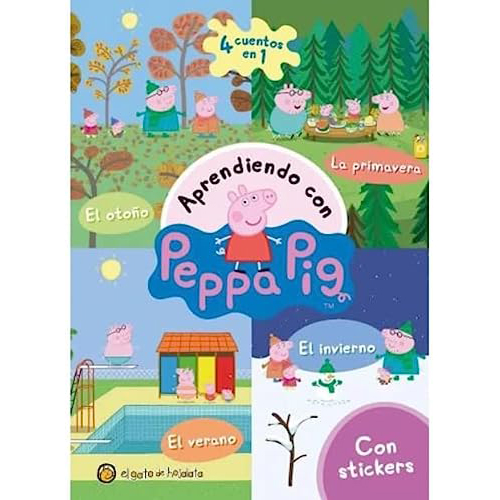 4 cuentos
en 1
Aprendiendo con
Peppa Pig
TM
El otoño
La primavera
El verano
El invierno
Con
stickers
el gato de hojalata